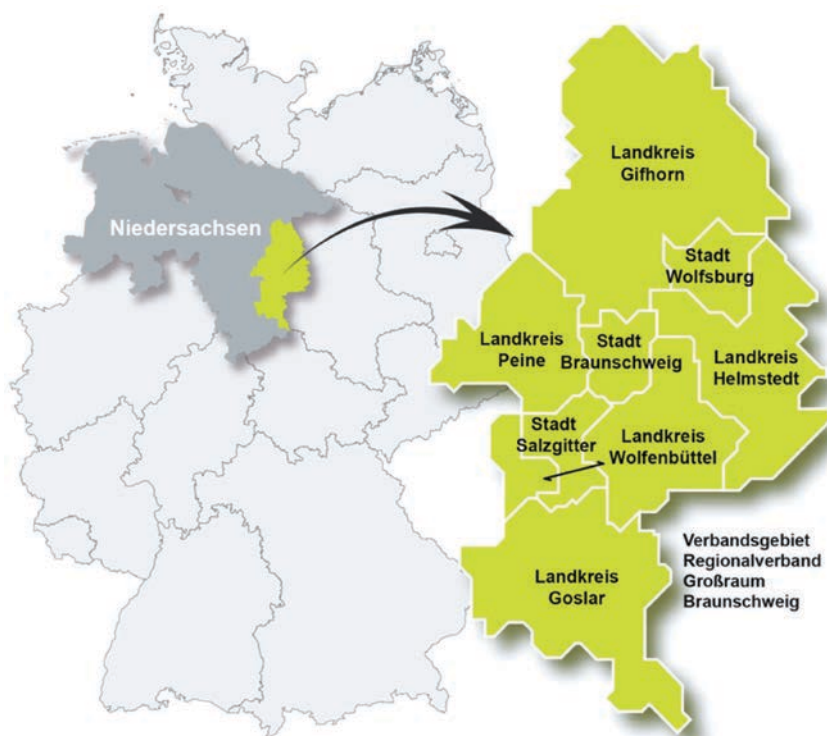 Niedersachsen
Landkreis
Gifhorn
Stadt
Wolfsburg
Landkreis
Peine
Stadt
Braunschweig
Landkreis
Helmstedt
Stadt
Salzgitter
Landkreis
Wolfenbüttel
Landkreis
Goslar
Verbandsgebiet
Regionalverband
Großraum
Braunschweig